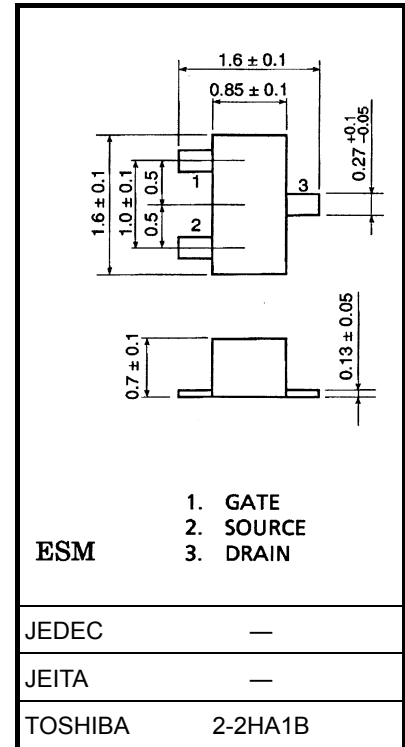 1.6 ± 0.1
0.85 ± 0.1
1.6 ± 0.1
1.0 ± 0.1
0.5
0.5
1
2
3
0.27 +0.1 -0.05
0.7 ± 0.1
0.13 ± 0.05
1. GATE
2. SOURCE
3. DRAIN
ESM
JEDEC —
JEITA —
TOSHIBA 2-2HA1B